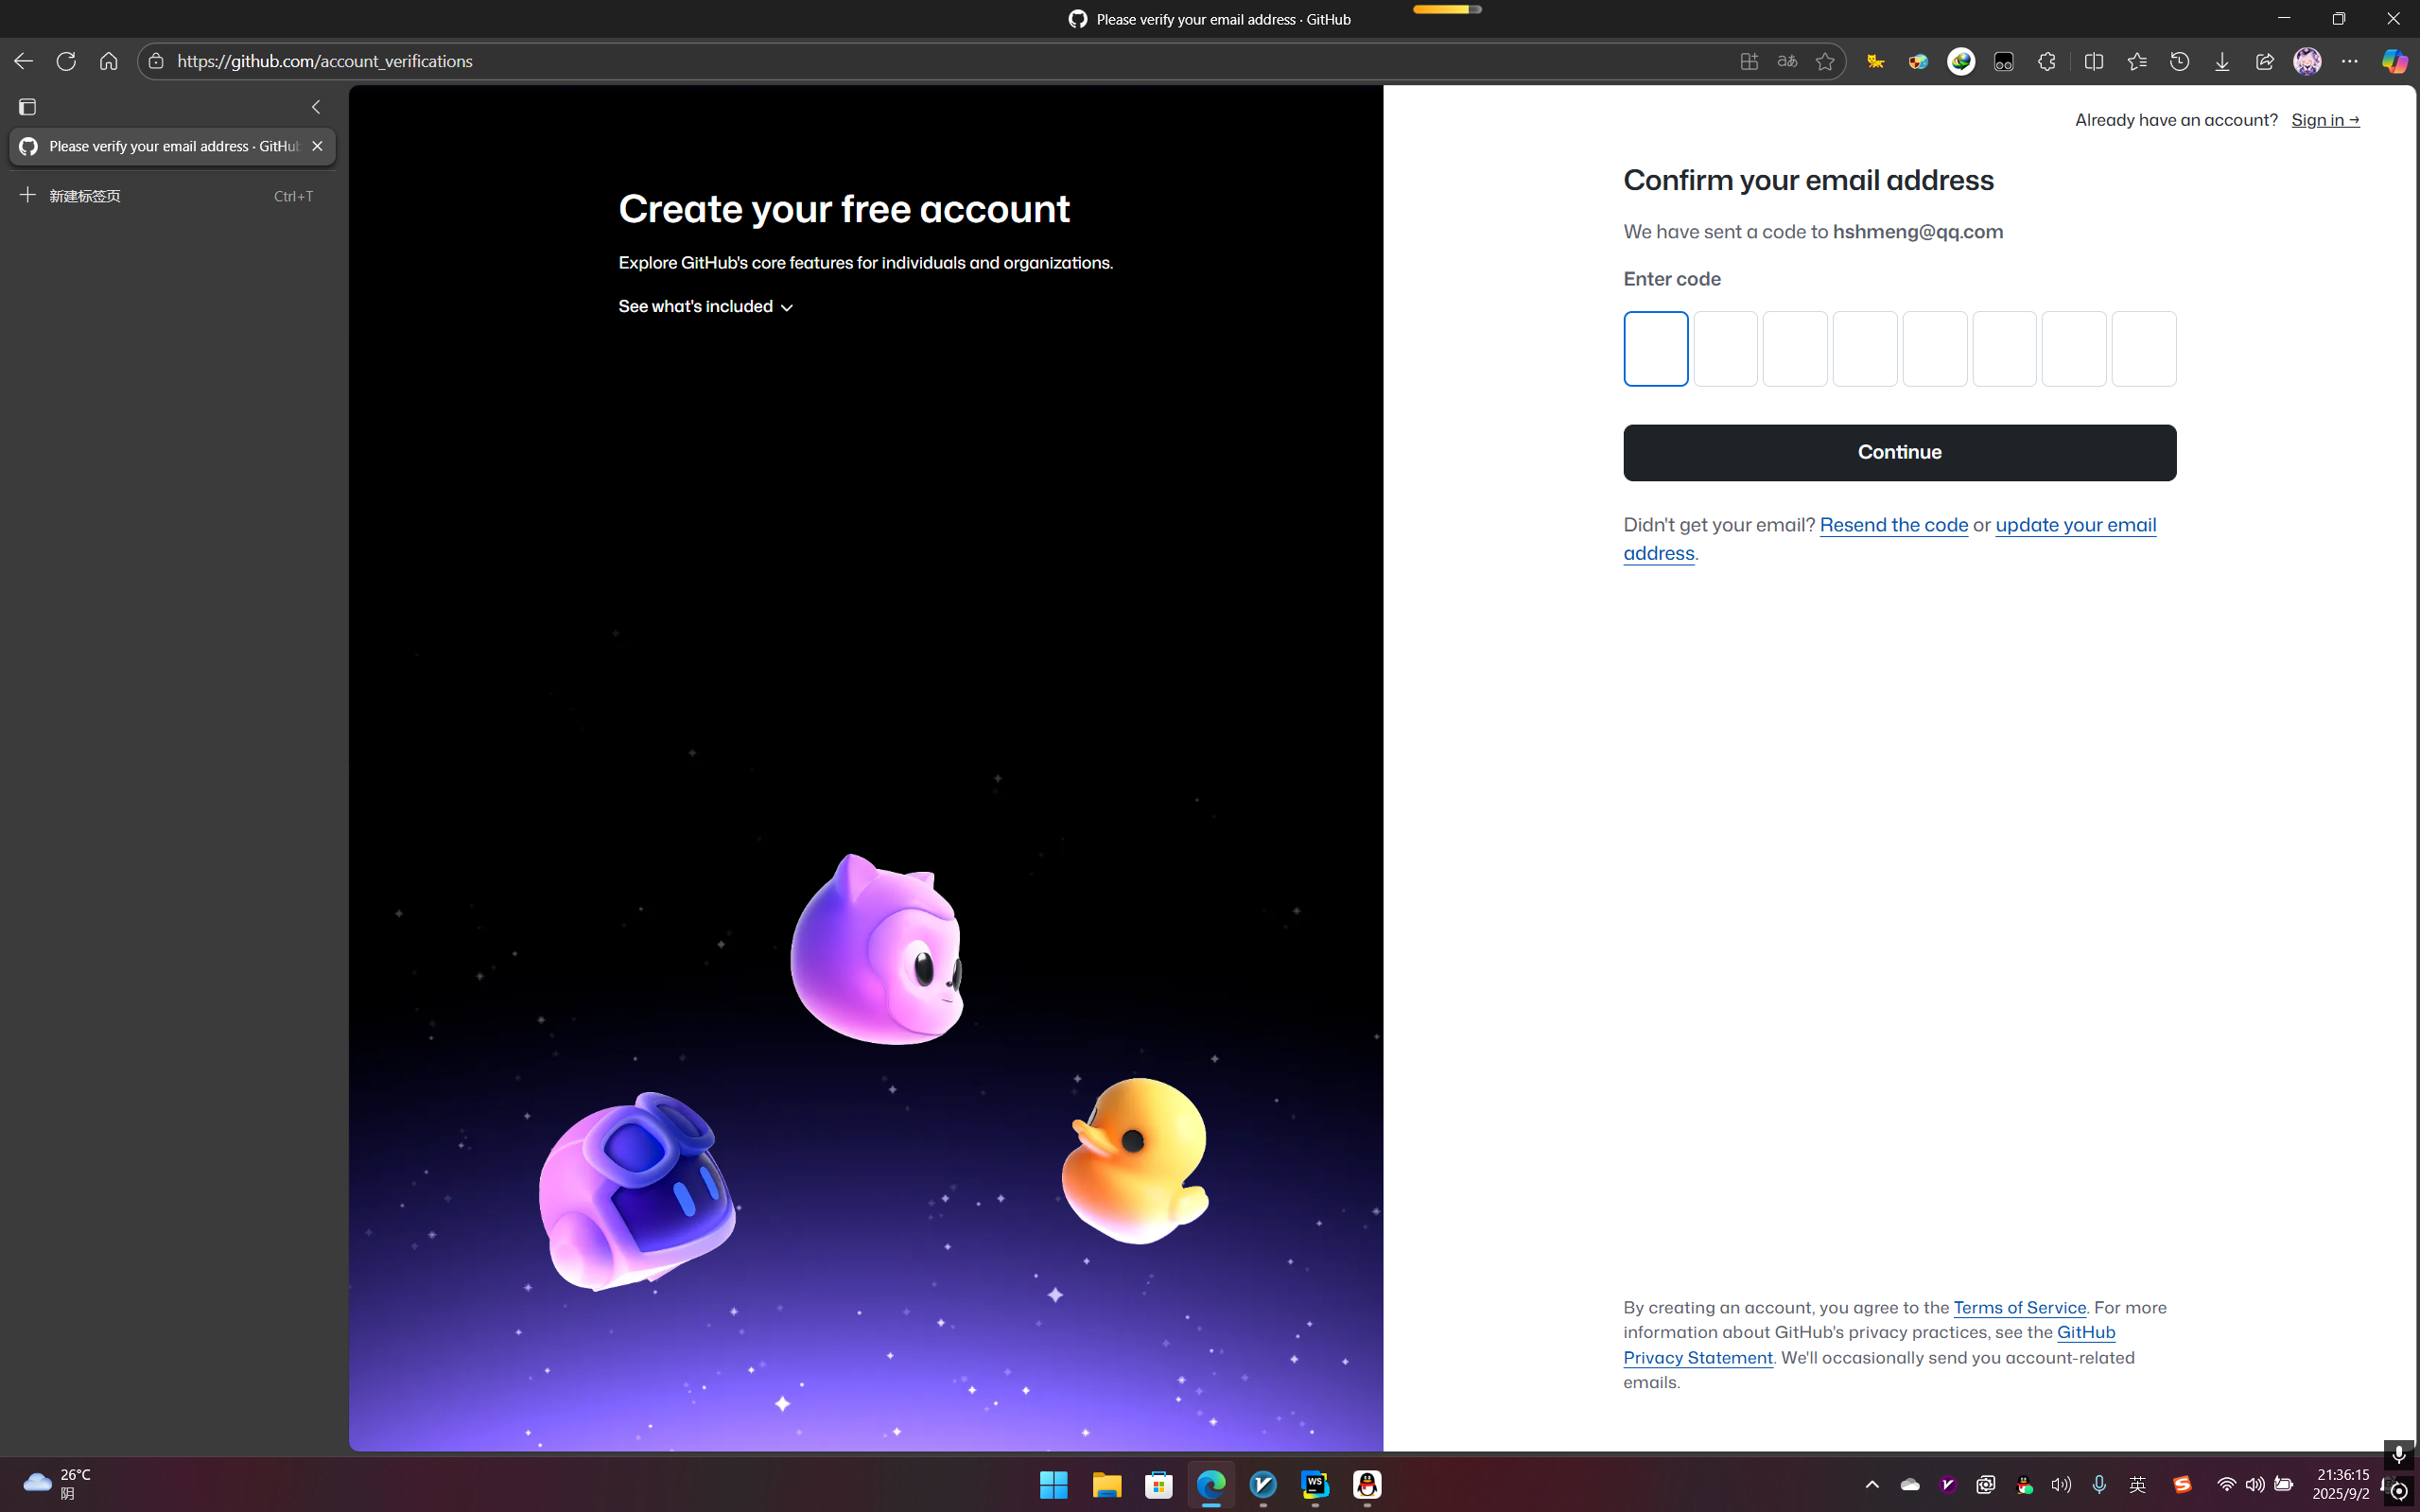 Please verify your email address · GitHub
https://github.com/account_verifications
Please verify your email address · GitHub
新建标签页 Ctrl+T
Create your free account
Explore GitHub's core features for individuals and organizations.
See what's included
Already have an account? Sign in →
Confirm your email address
We have sent a code to hshmeng@qq.com
Enter code
Continue
Didn't get your email? Resend the code or update your email
address.
By creating an account, you agree to the Terms of Service. For more
information about GitHub's privacy practices, see the GitHub
Privacy Statement. We'll occasionally send you account-related
emails.
26°C
阴
WS
英
21:36:15
2025/9/2